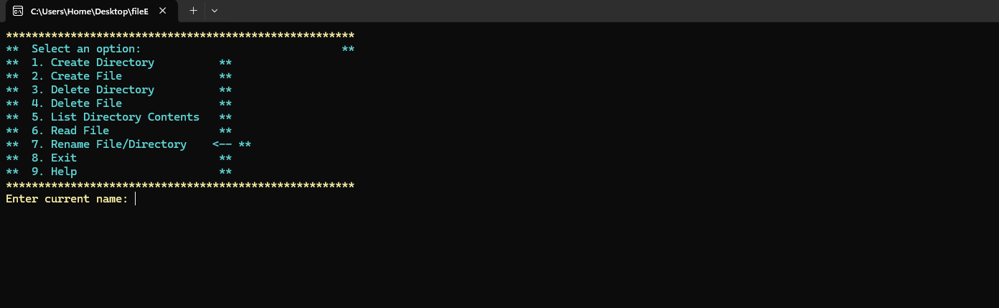 C:\Users\Home\Desktop\fileE
******************************************************
**  Select an option:                               **
**  1. Create Directory          **
**  2. Create File               **
**  3. Delete Directory          **
**  4. Delete File               **
**  5. List Directory Contents   **
**  6. Read File                 **
**  7. Rename File/Directory    <-- **
**  8. Exit                      **
**  9. Help                      **
******************************************************
Enter current name: